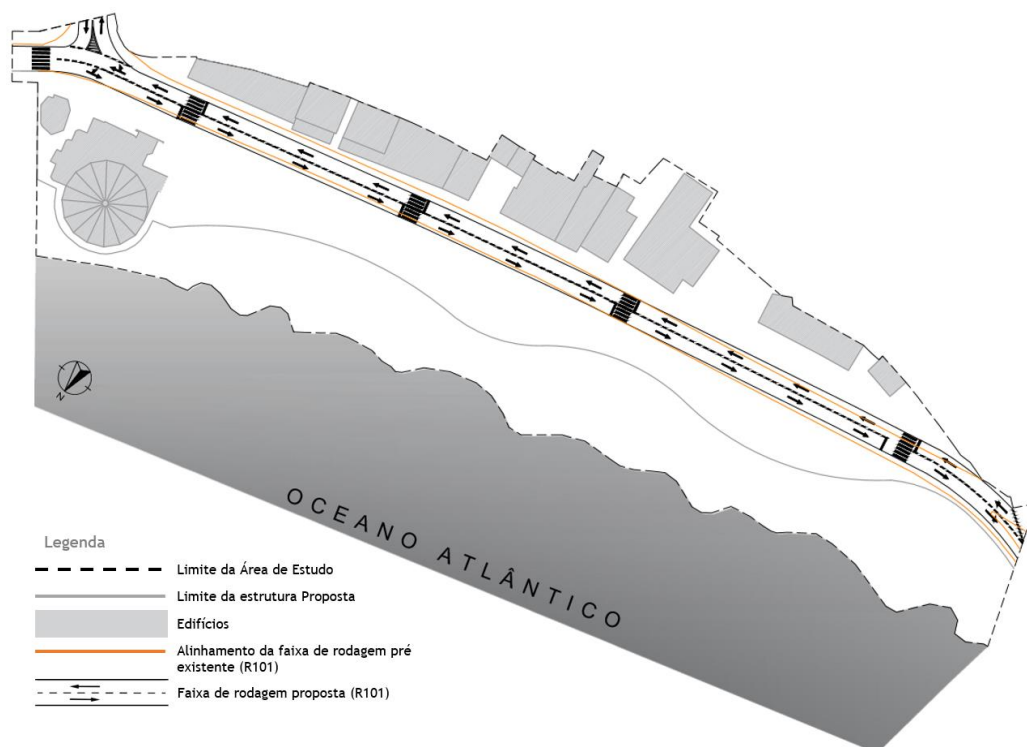 N
OCEANO ATLÂNTICO
Legenda
Limite da Área de Estudo
Limite da estrutura Proposta
Edifícios
Alinhamento da faixa de rodagem pré
existente (R101)
Faixa de rodagem proposta (R101)